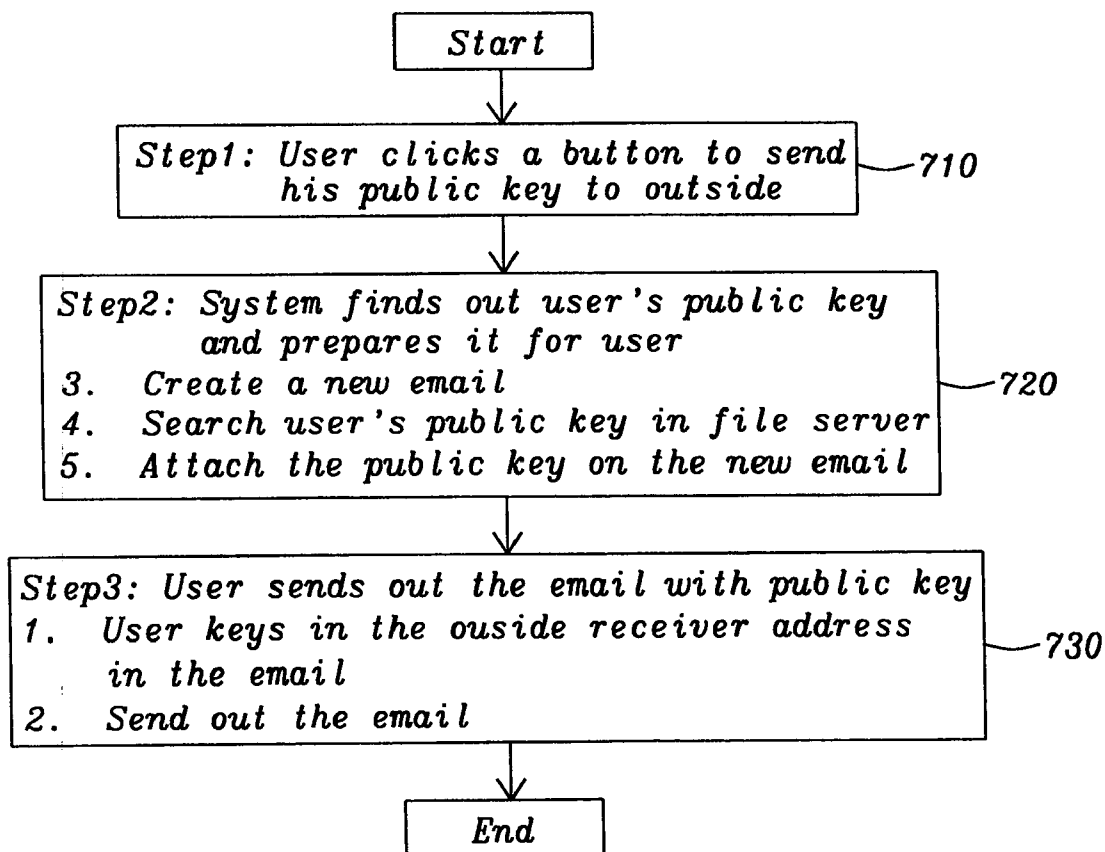 Start
Step1: User clicks a button to send
his public key to outside
710
Step2: System finds out user's public key
and prepares it for user
3. Create a new email
4. Search user's public key in file server
5. Attach the public key on the new email
720
Step3: User sends out the email with public key
1. User keys in the ouside receiver address
in the email
2. Send out the email
730
End